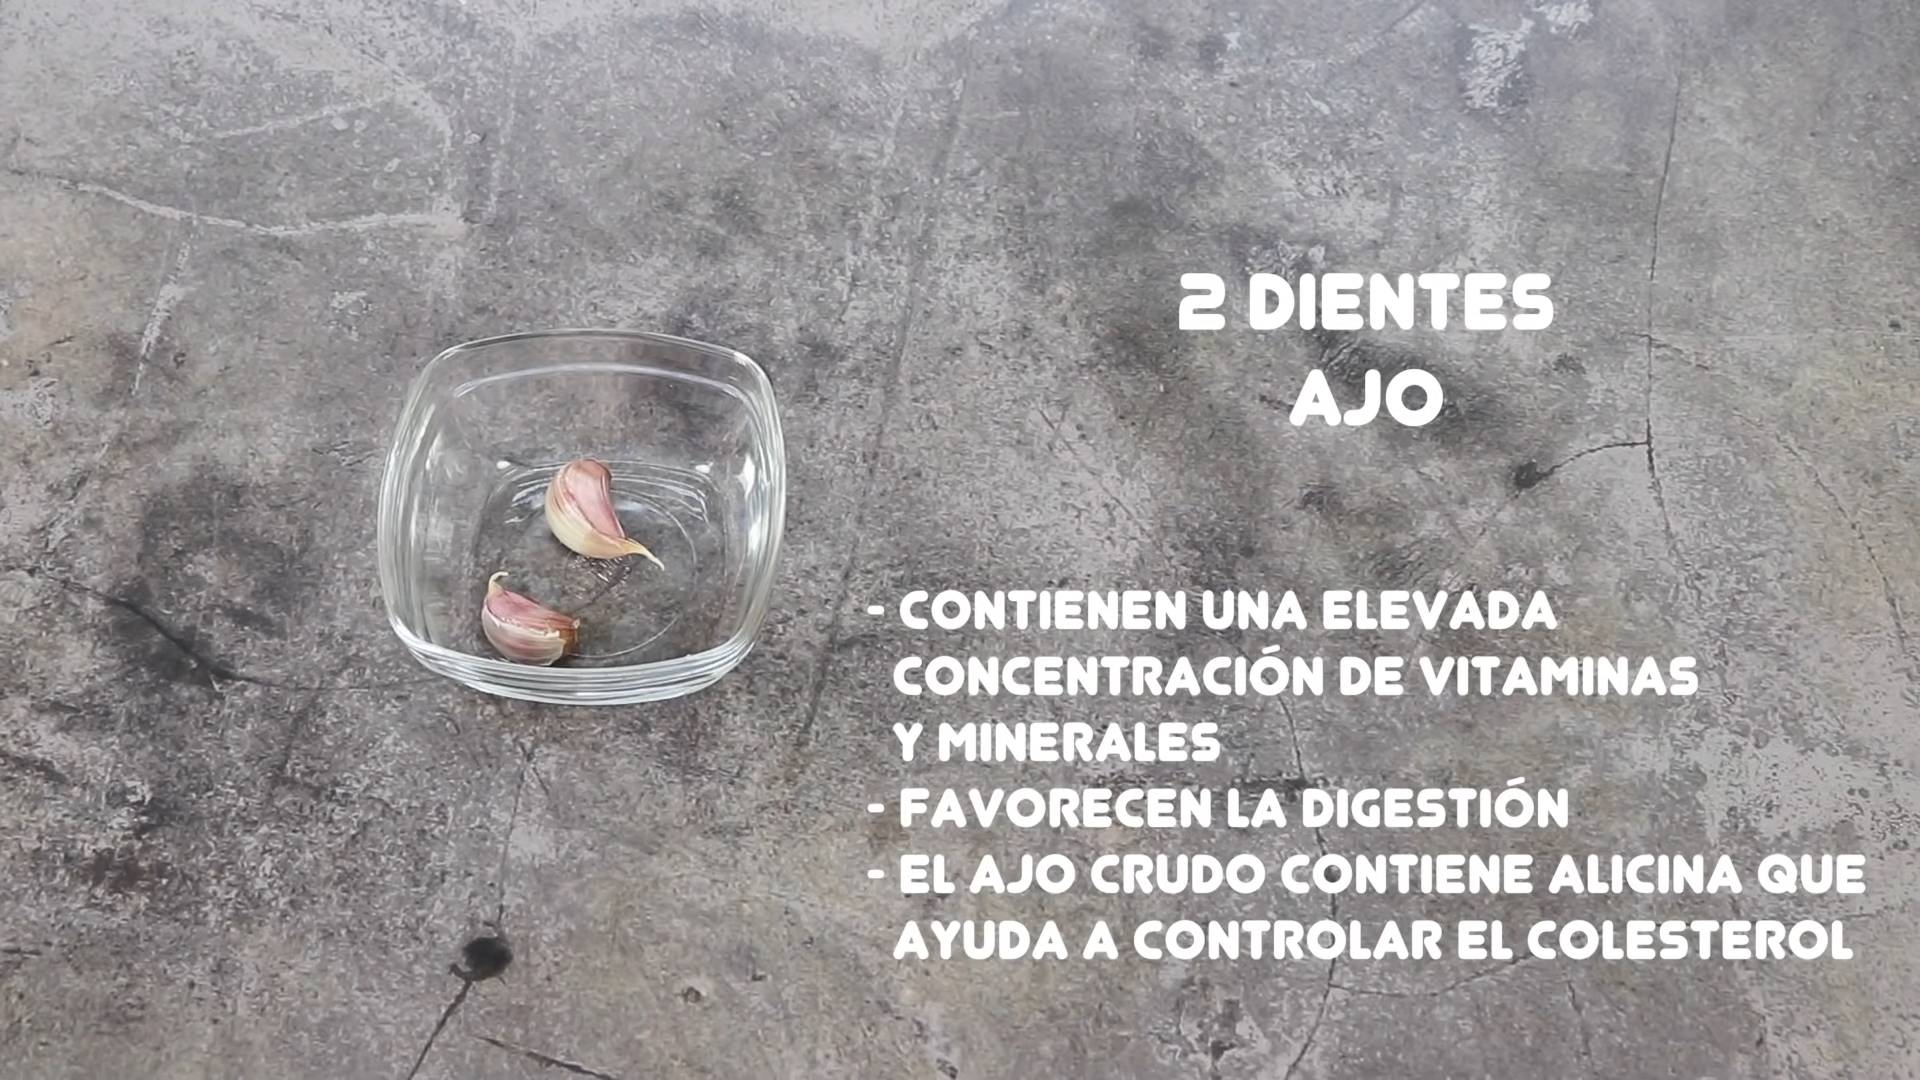 2 DIENTES
AJO
- CONTIENEN UNA ELEVADA
CONCENTRACIÓN DE VITAMINAS
Y MINERALES
- FAVORECEN LA DIGESTIÓN
- EL AJO CRUDO CONTIENE ALICINA QUE
AYUDA A CONTROLAR EL COLESTEROL